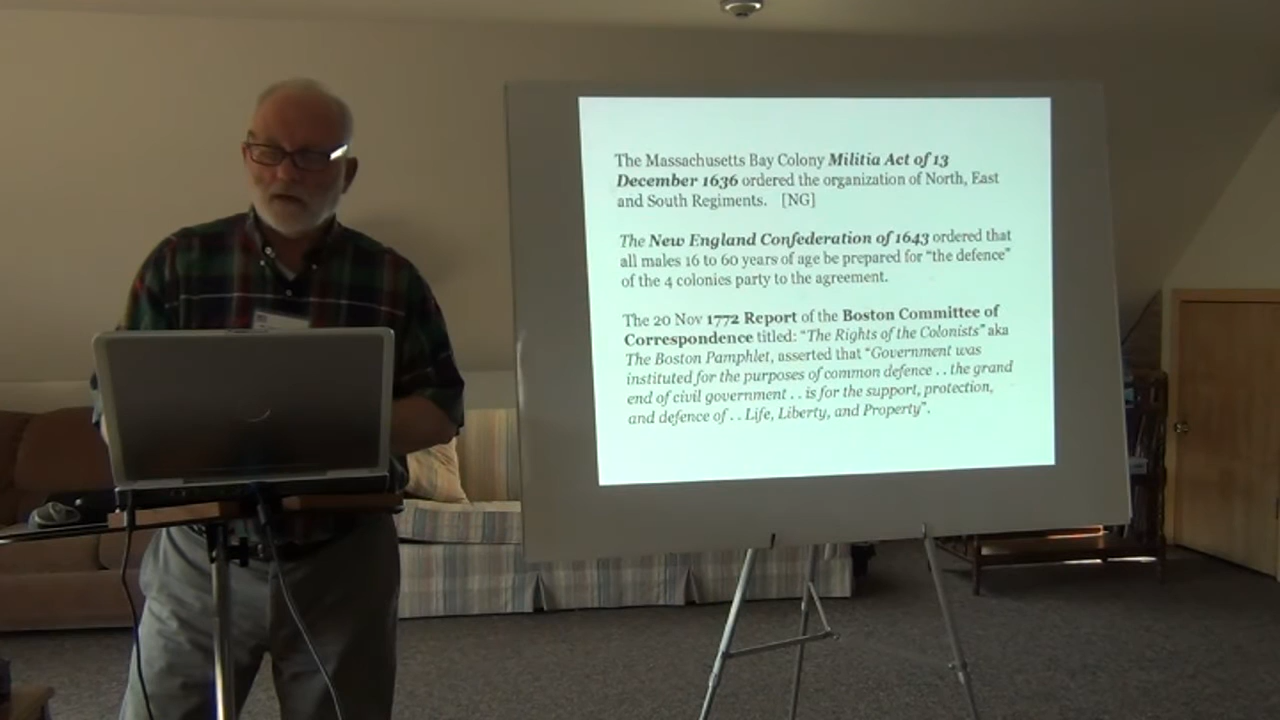 The Massachusetts Bay Colony Militia Act of 13
December 1636 ordered the organization of North, East
and South Regiments. [NG]
The New England Confederation of 1643 ordered that
all males 16 to 60 years of age be prepared for “the defence”
of the 4 colonies party to the agreement.
The 20 Nov 1772 Report of the Boston Committee of
Correspondence titled: “The Rights of the Colonists” aka
The Boston Pamphlet, asserted that “Government was
instituted for the purposes of common defence . . the grand
end of civil government . . is for the support, protection,
and defence of . . Life, Liberty, and Property”.